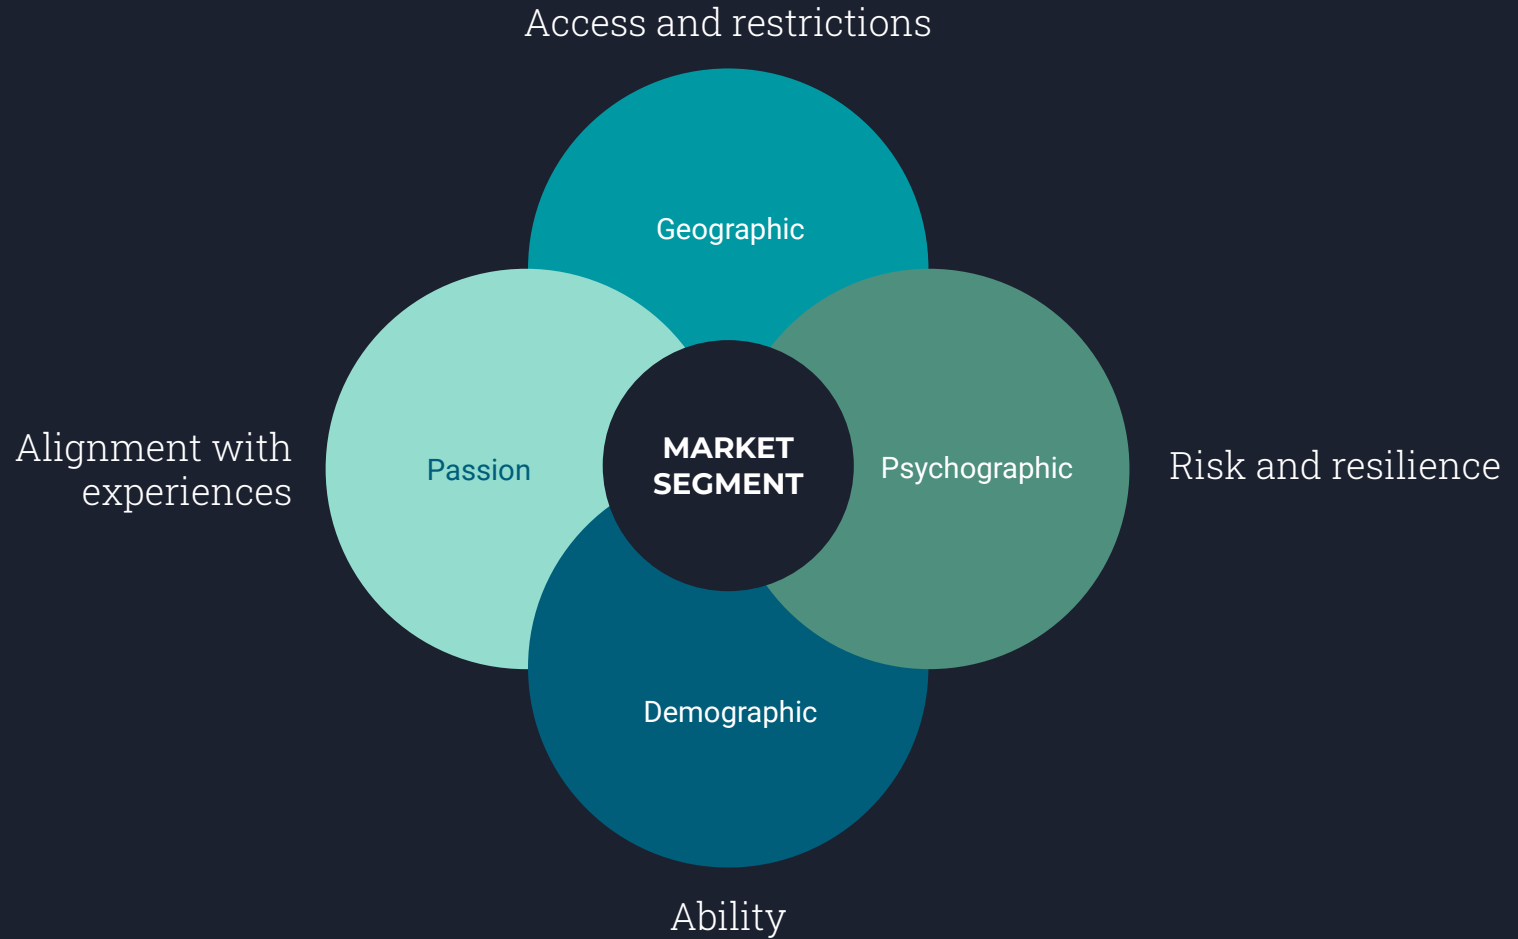 Access and restrictions
Geographic
Alignment with
experiences
Passion
MARKET
SEGMENT
Psychographic
Risk and resilience
Demographic
Ability